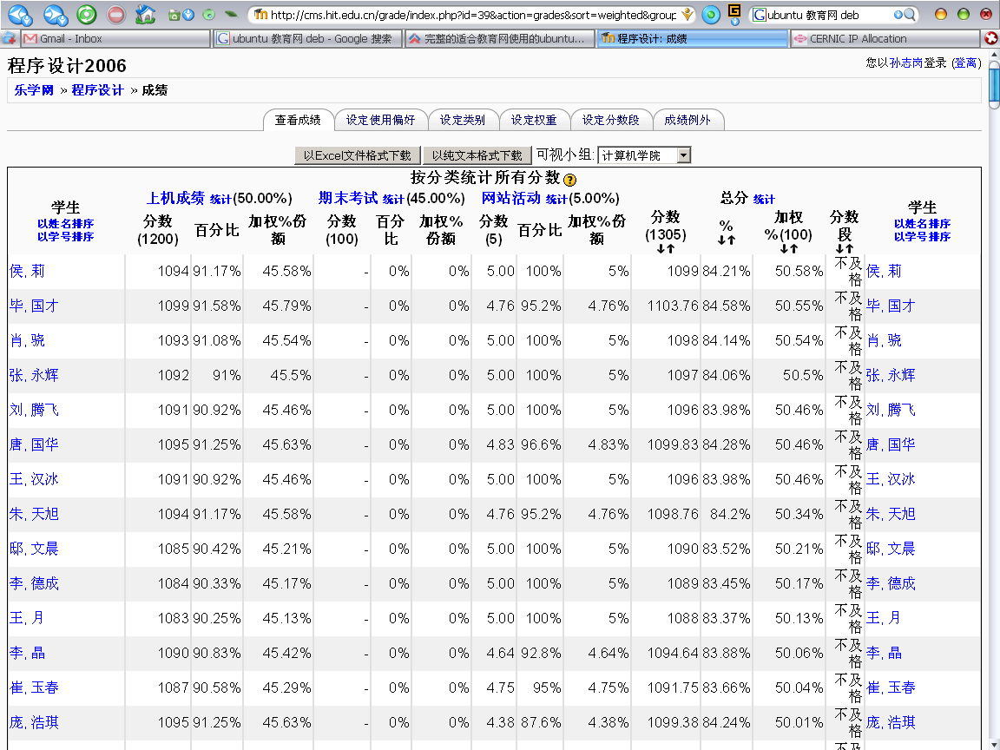 http://cms.hit.edu.cn/grade/index.php?id=39&action=grades&sort=weighted&group ubuntu 教育网 deb
Gmail - Inbox ubuntu 教育网 deb - Google 搜索 完整的适合教育网使用的ubuntu... 程序设计: 成绩 CERNIC IP Allocation
程序设计2006 您以孙志岗登录 (登离)
乐学网 » 程序设计 » 成绩
查看成绩 设定使用偏好 设定类别 设定权重 设定分数段 成绩例外
以Excel文件格式下载 以纯文本格式下载 可视小组: 计算机学院
按分类统计所有分数 ?
学生 以姓名排序 以学号排序 上机成绩 统计(50.00%) 期末考试 统计(45.00%) 网站活动 统计(5.00%) 总分 统计 学生 以姓名排序 以学号排序
分数(1200) 百分比 加权%份额 分数(100) 百分比 加权%份额 分数(5) 百分比 加权%份额 分数(1305) ↓↑ % ↓↑ 加权%(100) ↓↑ 分数段 ↓↑
侯, 莉 1094 91.17% 45.58% - 0% 0% 5.00 100% 5% 1099 84.21% 50.58% 不及格 侯, 莉
毕, 国才 1099 91.58% 45.79% - 0% 0% 4.76 95.2% 4.76% 1103.76 84.58% 50.55% 不及格 毕, 国才
肖, 骁 1093 91.08% 45.54% - 0% 0% 5.00 100% 5% 1098 84.14% 50.54% 不及格 肖, 骁
张, 永辉 1092 91% 45.5% - 0% 0% 5.00 100% 5% 1097 84.06% 50.5% 不及格 张, 永辉
刘, 腾飞 1091 90.92% 45.46% - 0% 0% 5.00 100% 5% 1096 83.98% 50.46% 不及格 刘, 腾飞
唐, 国华 1095 91.25% 45.63% - 0% 0% 4.83 96.6% 4.83% 1099.83 84.28% 50.46% 不及格 唐, 国华
王, 汉冰 1091 90.92% 45.46% - 0% 0% 5.00 100% 5% 1096 83.98% 50.46% 不及格 王, 汉冰
朱, 天旭 1094 91.17% 45.58% - 0% 0% 4.76 95.2% 4.76% 1098.76 84.2% 50.34% 不及格 朱, 天旭
邸, 文晨 1085 90.42% 45.21% - 0% 0% 5.00 100% 5% 1090 83.52% 50.21% 不及格 邸, 文晨
李, 德成 1084 90.33% 45.17% - 0% 0% 5.00 100% 5% 1089 83.45% 50.17% 不及格 李, 德成
王, 月 1083 90.25% 45.13% - 0% 0% 5.00 100% 5% 1088 83.37% 50.13% 不及格 王, 月
李, 晶 1090 90.83% 45.42% - 0% 0% 4.64 92.8% 4.64% 1094.64 83.88% 50.06% 不及格 李, 晶
崔, 玉春 1087 90.58% 45.29% - 0% 0% 4.75 95% 4.75% 1091.75 83.66% 50.04% 不及格 崔, 玉春
庞, 浩琪 1095 91.25% 45.63% - 0% 0% 4.38 87.6% 4.38% 1099.38 84.24% 50.01% 不及格 庞, 浩琪